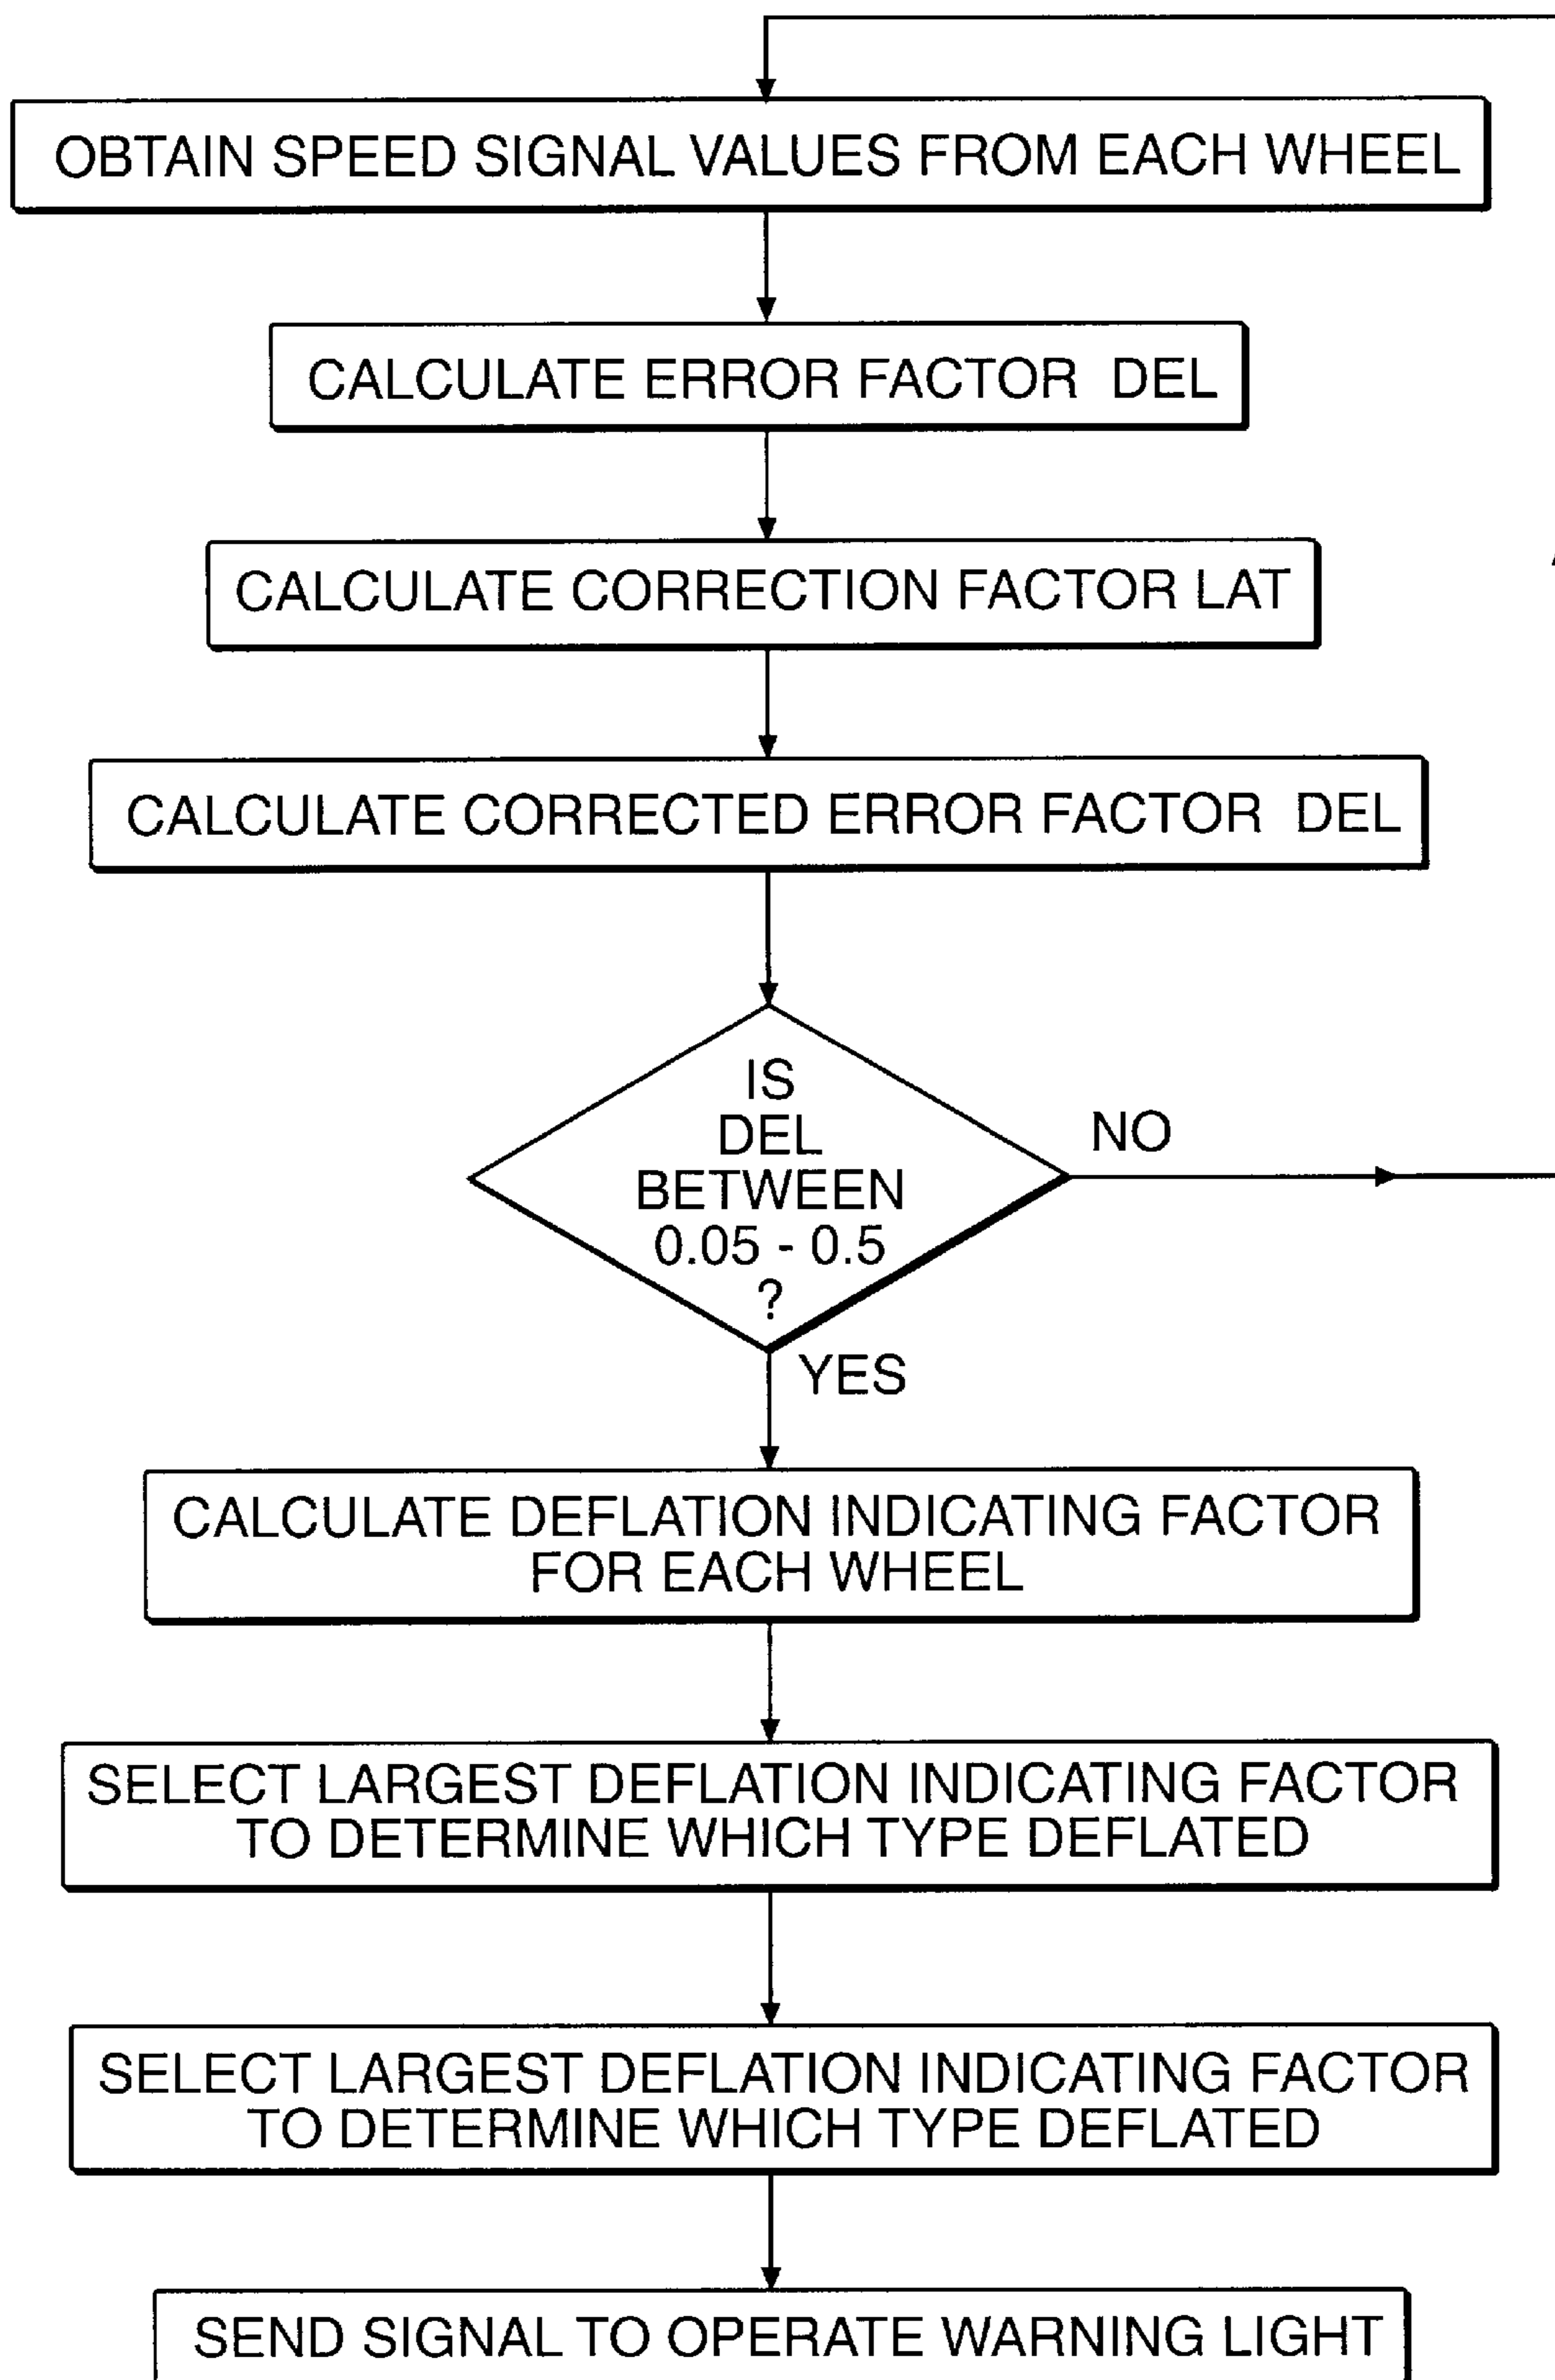 OBTAIN SPEED SIGNAL VALUES FROM EACH WHEEL
CALCULATE ERROR FACTOR DEL
CALCULATE CORRECTION FACTOR LAT
CALCULATE CORRECTED ERROR FACTOR DEL
IS
DEL
BETWEEN
0.05 - 0.5
?
NO
YES
CALCULATE DEFLATION INDICATING FACTOR
FOR EACH WHEEL
SELECT LARGEST DEFLATION INDICATING FACTOR
TO DETERMINE WHICH TYPE DEFLATED
SELECT LARGEST DEFLATION INDICATING FACTOR
TO DETERMINE WHICH TYPE DEFLATED
SEND SIGNAL TO OPERATE WARNING LIGHT